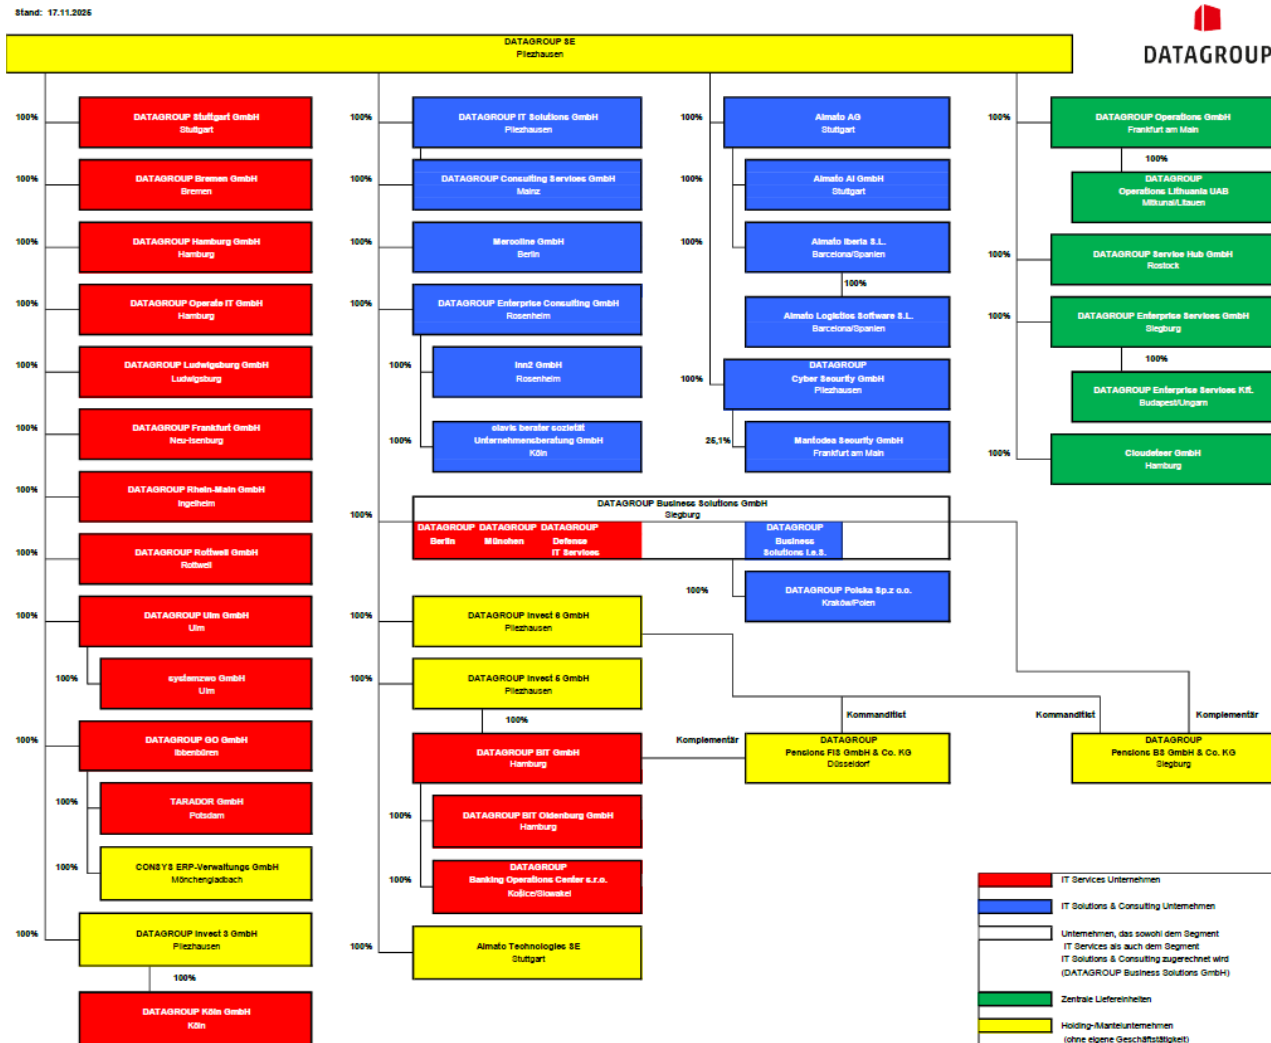 Stand: 17.11.2025
DATAGROUP
DATAGROUP SE
Pliezhausen
100%
DATAGROUP Stuttgart GmbH
Stuttgart
100%
DATAGROUP Bremen GmbH
Bremen
100%
DATAGROUP Hamburg GmbH
Hamburg
DATAGROUP Operate IT GmbH
Hamburg
100%
100%
DATAGROUP Ludwigsburg GmbH
Ludwigsburg
100%
DATAGROUP Frankfurt GmbH
Neu-Isenburg
100%
DATAGROUP Rhein-Main GmbH
Ingelheim
100%
DATAGROUP Rottweil GmbH
Rottweil
100%
DATAGROUP Ulm GmbH
Ulm
100%
systemzwo GmbH
Ulm
100%
DATAGROUP GO GmbH
Ibbenbüren
100%
TARADOR GmbH
Potsdam
100%
CONSYS ERP-Verwaltungs GmbH
Mönchengladbach
100%
DATAGROUP Invest 3 GmbH
Pliezhausen
100%
DATAGROUP Köln GmbH
Köln
100%
DATAGROUP IT Solutions GmbH
Pliezhausen
100%
DATAGROUP Consulting Services GmbH
Mainz
100%
Mercoline GmbH
Berlin
100%
DATAGROUP Enterprise Consulting GmbH
Rosenheim
100%
Inn2 GmbH
Rosenheim
100%
clavis berater sozietät
Unternehmensberatung GmbH
Köln
100%
DATAGROUP Business Solutions GmbH
Siegburg
DATAGROUP
Berlin
DATAGROUP
München
DATAGROUP
Defense
IT Services
DATAGROUP
Business
Solutions i.e.S.
100%
DATAGROUP Polska Sp.z o.o.
Kraków/Polen
100%
DATAGROUP Invest 6 GmbH
Pliezhausen
100%
DATAGROUP Invest 5 GmbH
Pliezhausen
100%
DATAGROUP BIT GmbH
Hamburg
100%
DATAGROUP BIT Oldenburg GmbH
Hamburg
100%
DATAGROUP
Banking Operations Center s.r.o.
Košice/Slowakei
100%
Almato Technologies SE
Stuttgart
100%
Almato AG
Stuttgart
100%
Almato AI GmbH
Stuttgart
100%
Almato Iberia S.L.
Barcelona/Spanien
100%
Almato Logistics Software S.L.
Barcelona/Spanien
100%
DATAGROUP
Cyber Security GmbH
Pliezhausen
25,1%
Mantodea Security GmbH
Frankfurt am Main
Komplementär
Kommanditist
DATAGROUP
Pensions FIS GmbH & Co. KG
Düsseldorf
Kommanditist
Komplementär
DATAGROUP
Pensions BS GmbH & Co. KG
Siegburg
100%
DATAGROUP Operations GmbH
Frankfurt am Main
100%
DATAGROUP
Operations Lithuania UAB
Mitkunai/Litauen
100%
DATAGROUP Service Hub GmbH
Rostock
100%
DATAGROUP Enterprise Services GmbH
Siegburg
100%
DATAGROUP Enterprise Services Kft.
Budapest/Ungarn
100%
Cloudeteer GmbH
Hamburg
IT Services Unternehmen
IT Solutions & Consulting Unternehmen
Unternehmen, das sowohl dem Segment
IT Services als auch dem Segment
IT Solutions & Consulting zugerechnet wird
(DATAGROUP Business Solutions GmbH)
Zentrale Liefereinheiten
Holding-/Mantelunternehmen
(ohne eigene Geschäftstätigkeit)